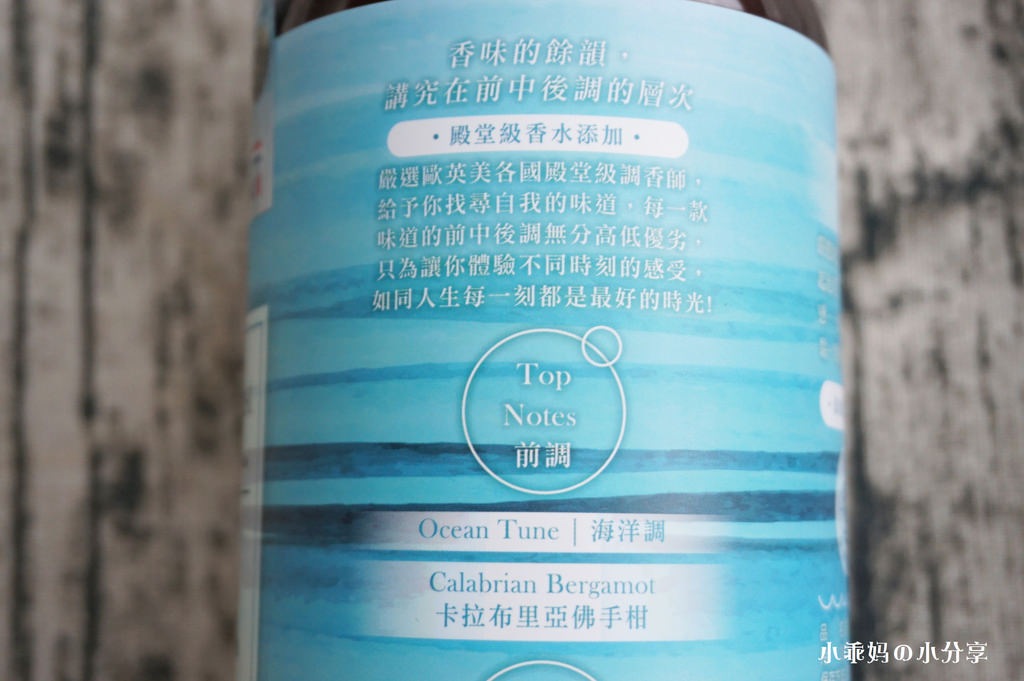 香味的餘韻，
講究在前中後調的層次
•殿堂級香水添加•
嚴選歐英美各國殿堂級調香師，
給予你找尋自我的味道，每一款
味道的前中後調無分高低優劣，
只為讓你體驗不同時刻的感受，
如同人生每一刻都是最好的時光!
Top
Notes
前調
Ocean Tune | 海洋調
Calabrian Bergamot
卡拉布里亞佛手柑
小乖妈の小分享